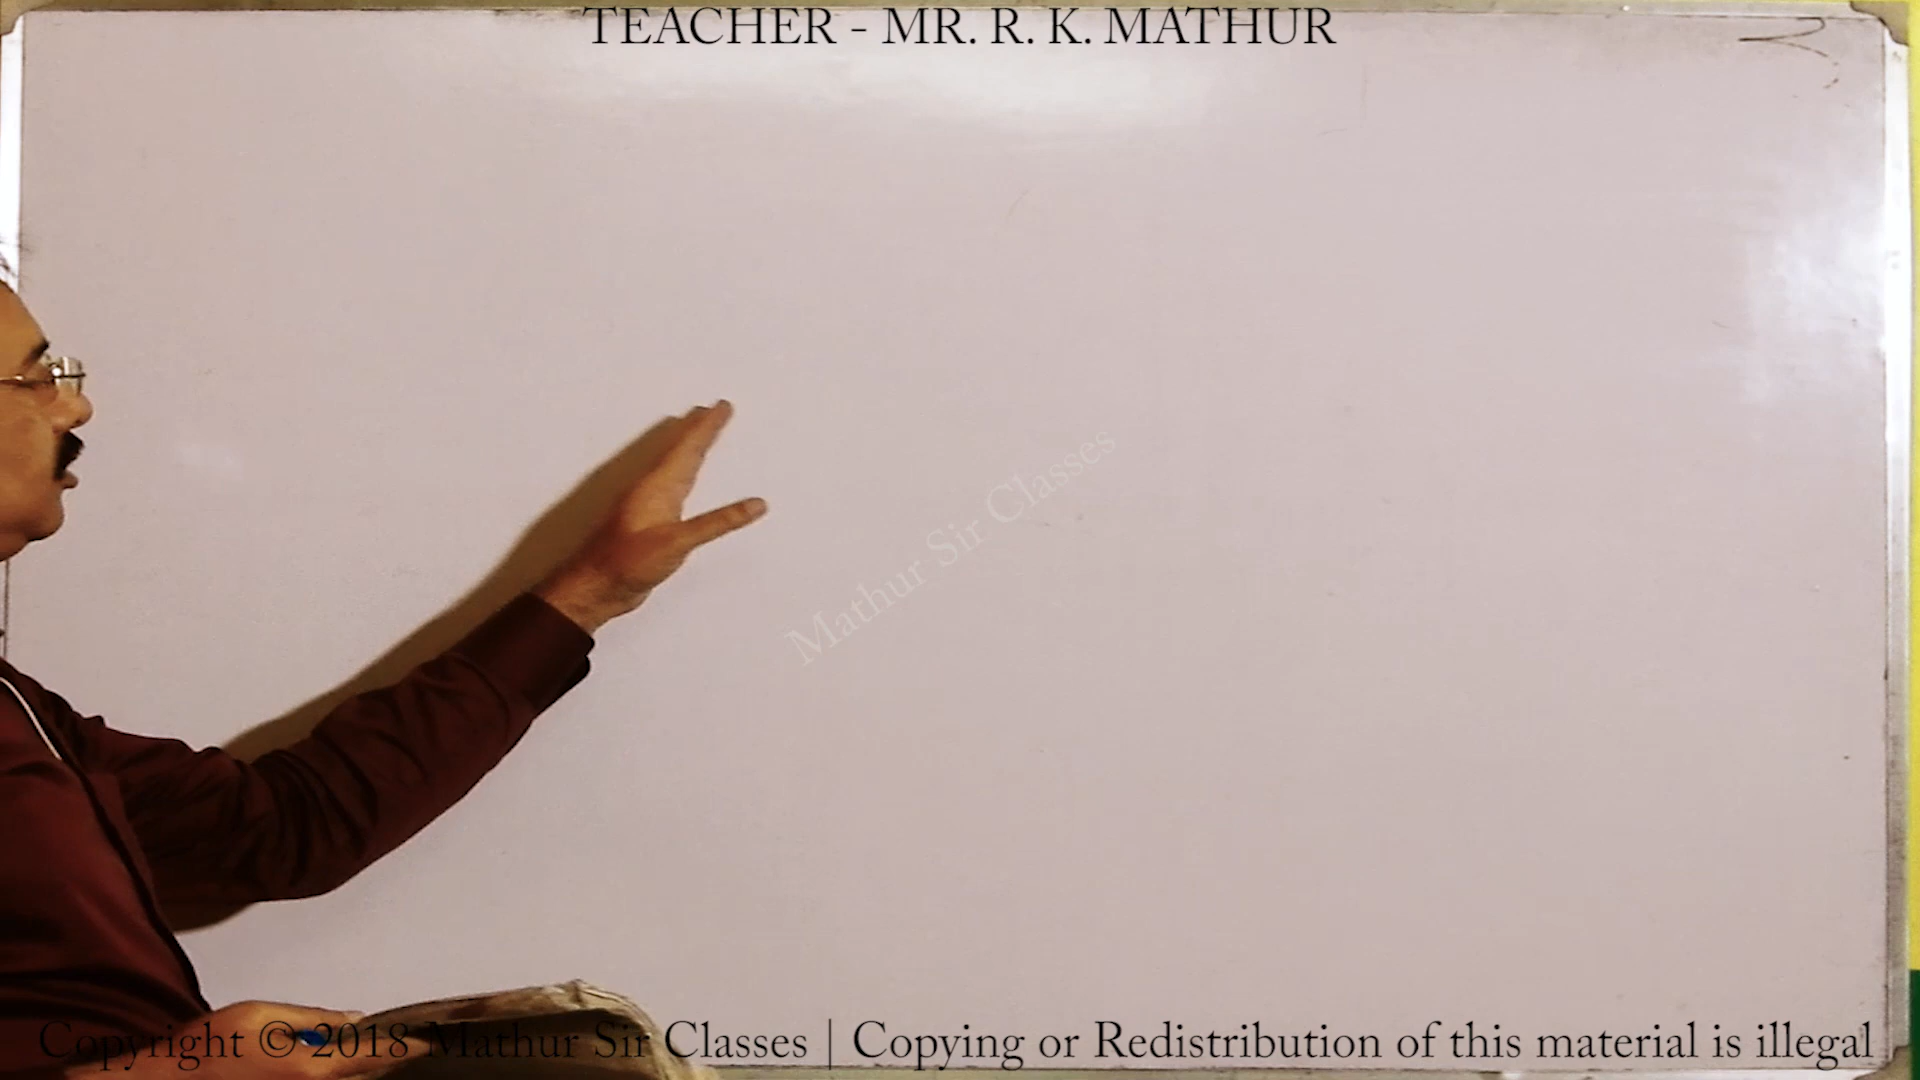 TEACHER - MR. R. K. MATHUR
Mathur Sir Classes
Copyright © 2018 Mathur Sir Classes | Copying or Redistribution of this material is illegal